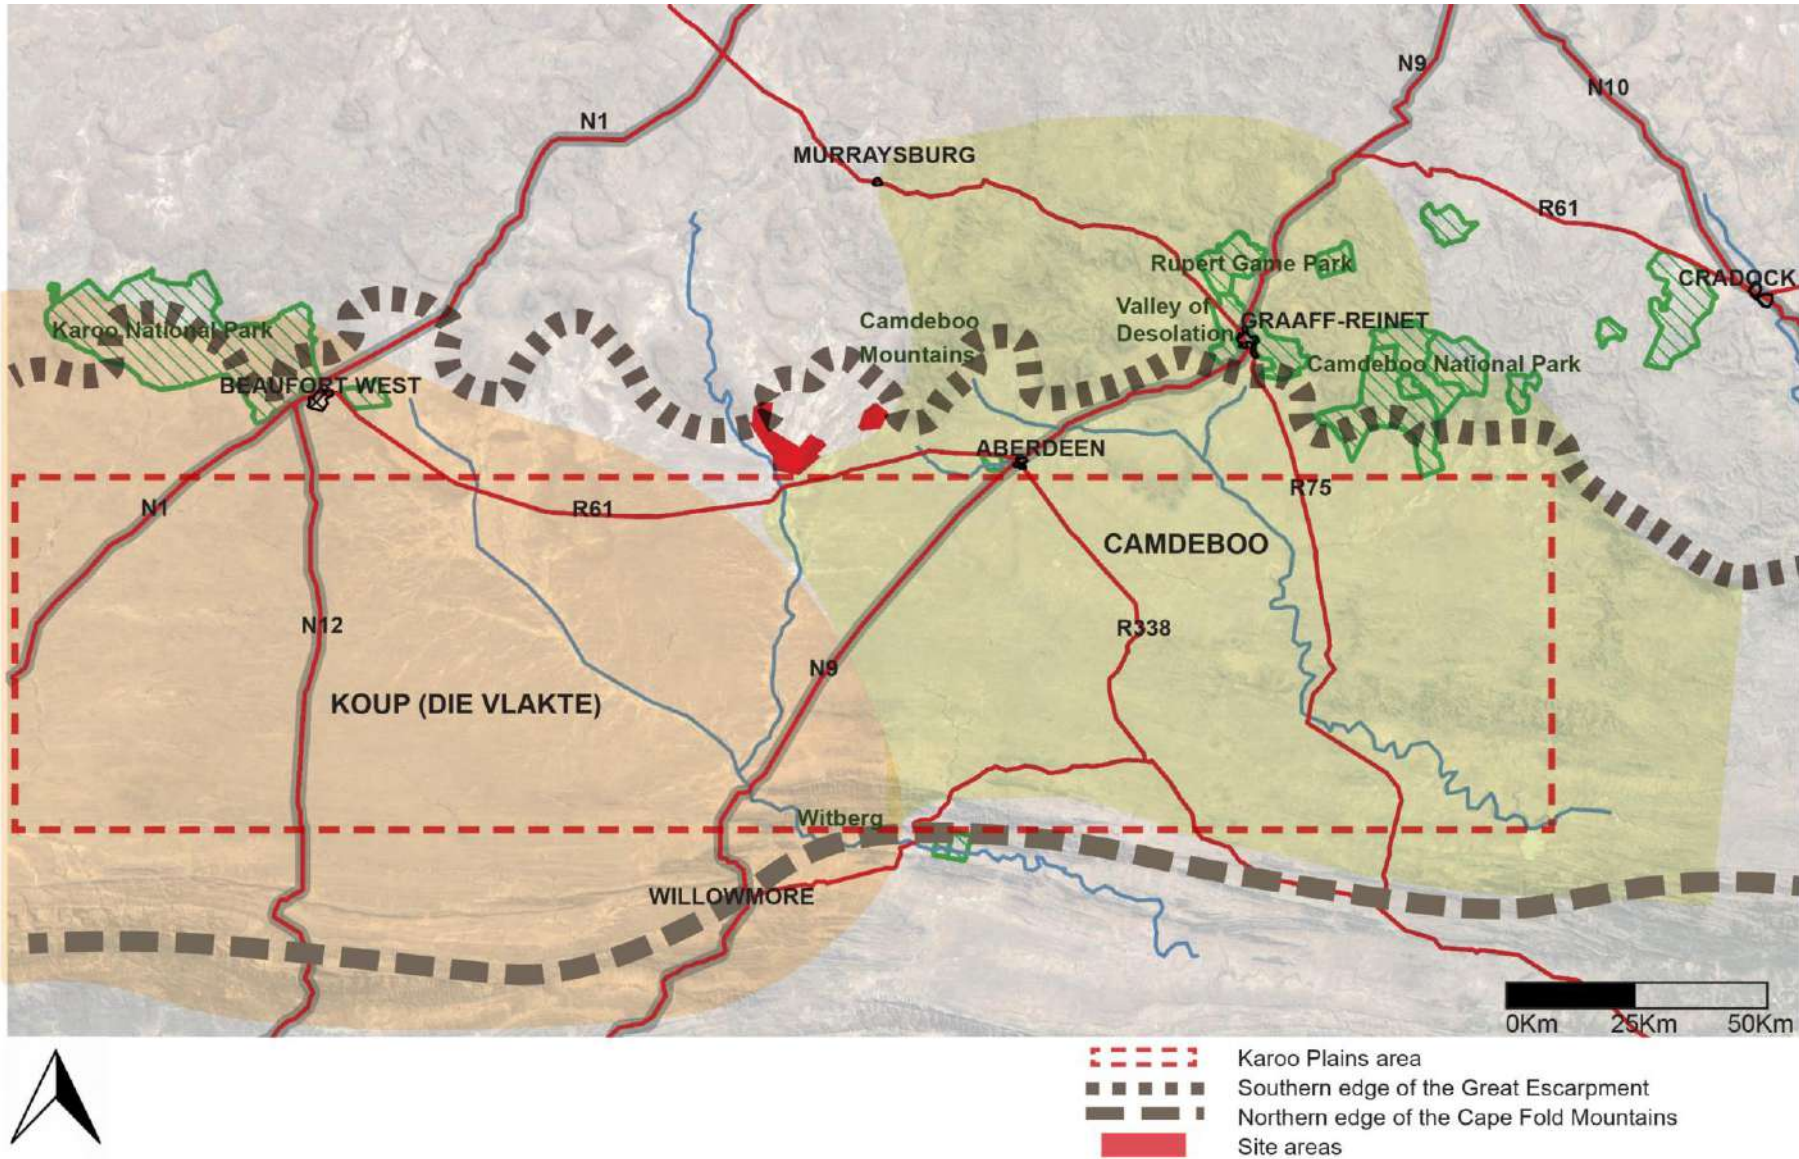 N9
N10
N1
MURRAYSBURG
R61
Rupert Game Park
CRADOCK
Valley of
Desolation
Camdeboo
Mountains
GRAAFF-REINET
Karoo National Park
Camdeboo National Park
BEAUFORT WEST
ABERDEEN
R75
N1
R61
CAMDEBOO
N12
R338
N9
KOUP (DIE VLAKTE)
Witberg
WILLOWMORE
0Km 25Km 50Km
Karoo Plains area
Southern edge of the Great Escarpment
Northern edge of the Cape Fold Mountains
Site areas